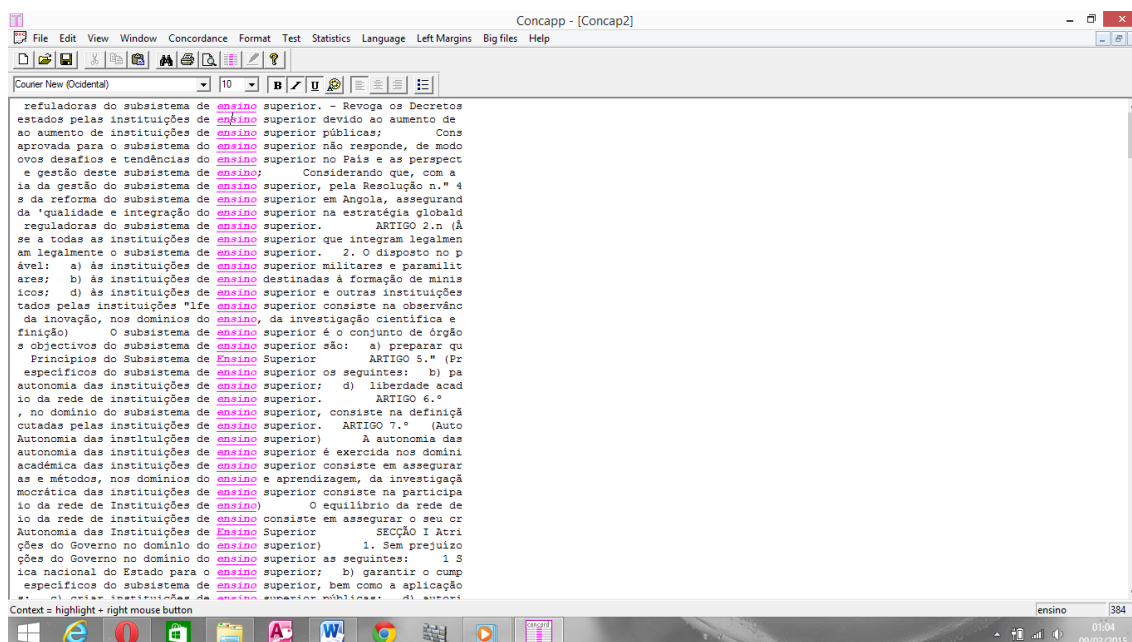 Concapp - [Concap2]
File Edit View Window Concordance Format Test Statistics Language Left Margins Big files Help
Courier New (Ocidental) 10 B I U
refuladoras do subsistema de ensino superior. - Revoga os Decretos
estados pelas instituições de ensino superior devido ao aumento de
ao aumento de instituições de ensino superior públicas; Cons
aprovada para o subsistema do ensino superior não responde, de modo
ovos desafios e tendências do ensino superior no País e as perspect
e gestão deste subsistema de ensino; Considerando que, com a
ia da gestão do subsistema de ensino superior, pela Resolução n." 4
s da reforma do subsistema de ensino superior em Angola, assegurand
da 'qualidade e integração do ensino superior na estratégia globald
reguladoras do subsistema de ensino superior. ARTIGO 2.n (Å
se a todas as instituições de ensino superior que integram legalmen
am legalmente o subsistema de ensino superior. 2. O disposto no p
ável: a) às instituições de ensino superior militares e paramilit
ares; b) às instituições de ensino destinadas à formação de minis
icos; d) às instituições de ensino superior e outras instituições
tados pelas instituições "lfe ensino superior consiste na observânc
da inovação, nos domínios do ensino, da investigação científica e
finição) O subsistema de ensino superior é o conjunto de órgão
s objectivos do subsistema de ensino superior são: a) preparar qu
Princípios do Subsistema de Ensino Superior ARTIGO 5." (Pr
específicos do subsistema de ensino superior os seguintes: b) pa
autonomia das instituições de ensino superior; d) liberdade acad
io da rede de instituições de ensino superior. ARTIGO 6.º
, no domínio do subsistema de ensino superior, consiste na definiçã
cutadas pelas instituições de ensino superior. ARTIGO 7.º (Auto
Autonomia das instltulções de ensino superior) A autonomia das
autonomia das instituições de ensino superior é exercida nos domíni
académica das instituições de ensino superior consiste em assegurar
as e métodos, nos domínios do ensino e aprendizagem, da investigaçã
mocrática das instituições de ensino superior consiste na participa
io da rede de Instituições de ensino) O equilíbrio da rede de
io da rede de instituições de ensino consiste em assegurar o seu cr
Autonomia das Instituições de Ensino Superior SECÇÃO I Atri
ções do Governo no domínlo do ensino superior) 1. Sem prejuízo
ções do Governo no domínio do ensino superior as seguintes: 1 S
ica nacional do Estado para o ensino superior; b) garantir o cump
específicos do subsistema de ensino superior, bem como a aplicação
s; c) criar instituições de ensino superior públicas; d) autori
Context = highlight + right mouse button ensino 384
concord
01:04
09/03/2015